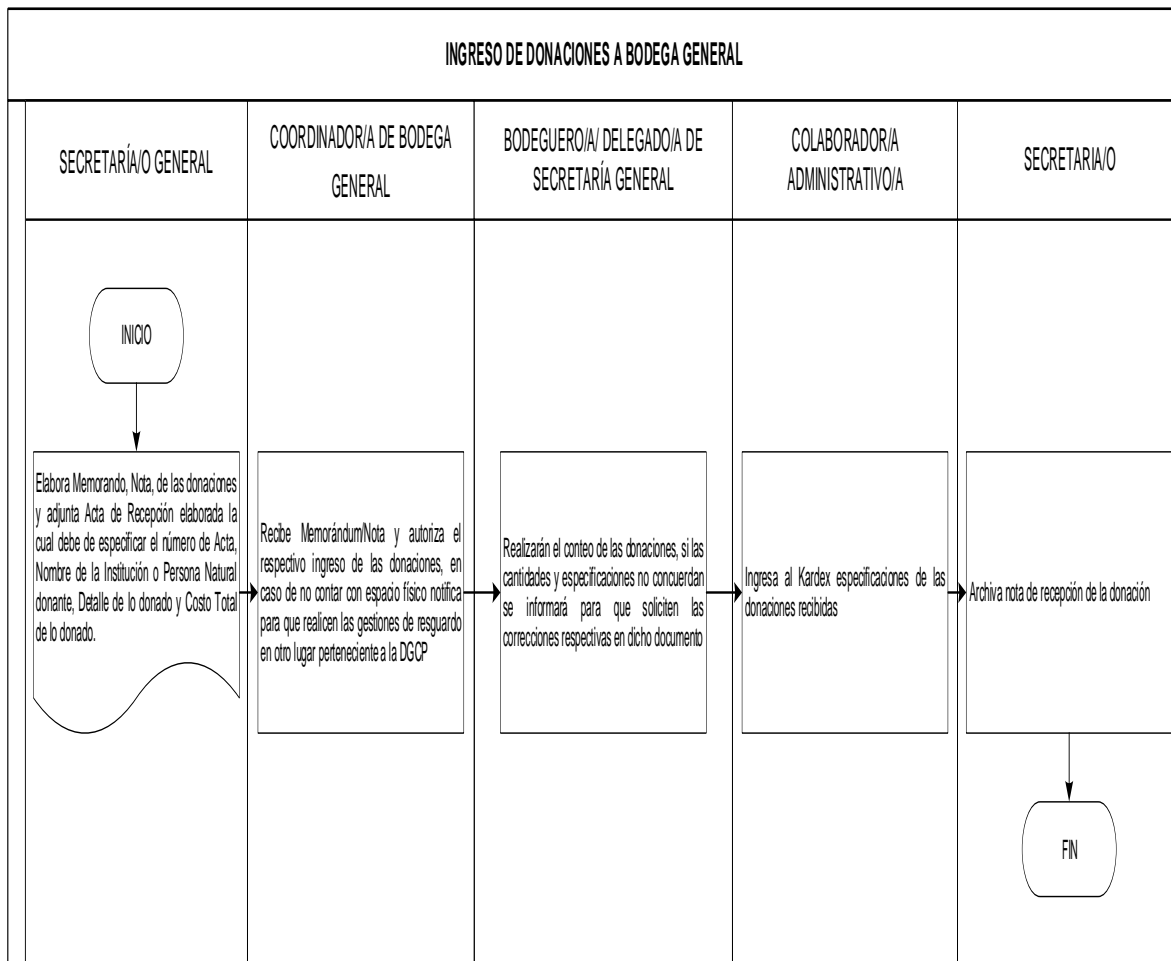 INGRESO DE DONACIONES A BODEGA GENERAL
SECRETARÍA/O GENERAL
COORDINADOR/A DE BODEGA
GENERAL
BODEGUERO/A/ DELEGADO/A DE
SECRETARÍA GENERAL
COLABORADOR/A
ADMINISTRATIVO/A
SECRETARIA/O
INICIO
Elabora Memorando, Nota, de las donaciones
y adjunta Acta de Recepción elaborada la
cual debe de especificar el número de Acta,
Nombre de la Institución o Persona Natural
donante, Detalle de lo donado y Costo Total
de lo donado.
Recibe Memorándum/Nota y autoriza el
respectivo ingreso de las donaciones, en
caso de no contar con espacio físico notifica
para que realicen las gestiones de resguardo
en otro lugar perteneciente a la DGCP
Realizarán el conteo de las donaciones, si las
cantidades y especificaciones no concuerdan
se informará para que soliciten las
correcciones respectivas en dicho documento
Ingresa al Kardex especificaciones de las
donaciones recibidas
Archiva nota de recepción de la donación
FIN